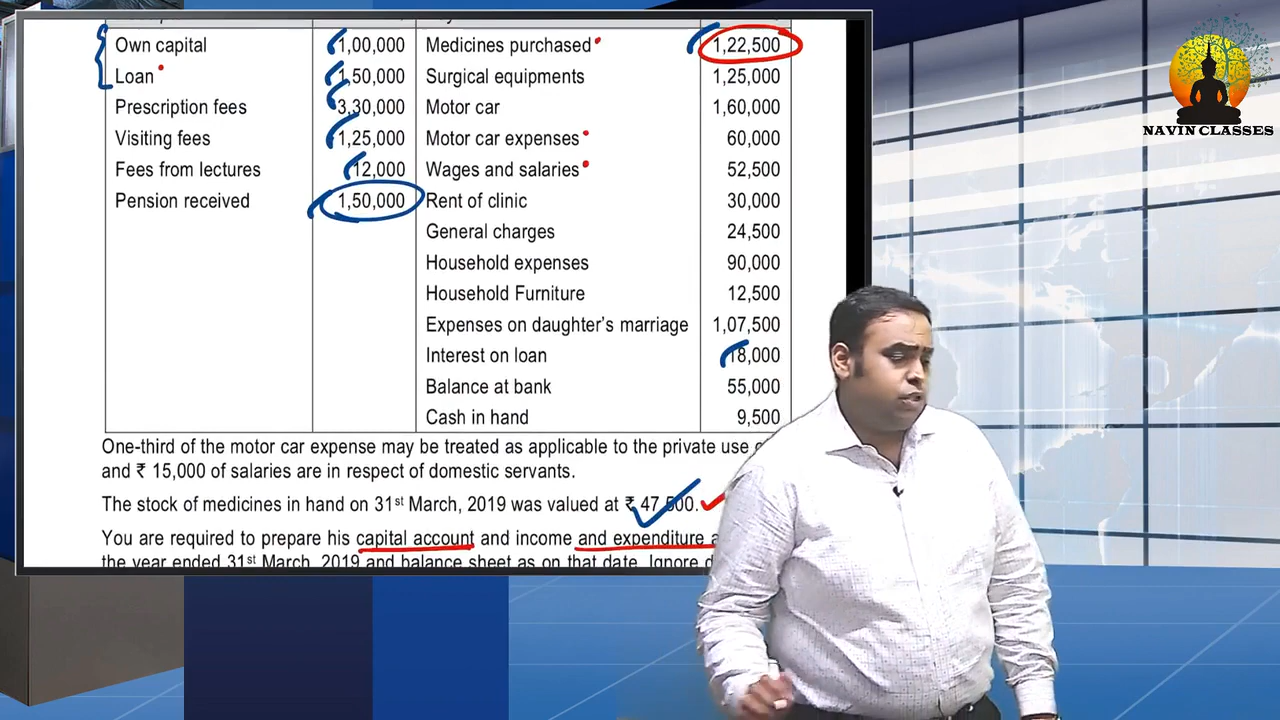 Own capital 1,00,000 Medicines purchased 1,22,500
Loan 1,50,000 Surgical equipments 1,25,000
Prescription fees 3,30,000 Motor car 1,60,000
Visiting fees 1,25,000 Motor car expenses 60,000
Fees from lectures 12,000 Wages and salaries 52,500
Pension received 1,50,000 Rent of clinic 30,000
General charges 24,500
Household expenses 90,000
Household Furniture 12,500
Expenses on daughter's marriage 1,07,500
Interest on loan 18,000
Balance at bank 55,000
Cash in hand 9,500
One-third of the motor car expense may be treated as applicable to the private use
and ₹ 15,000 of salaries are in respect of domestic servants.
The stock of medicines in hand on 31st March, 2019 was valued at ₹ 47,500.
You are required to prepare his capital account and income and expenditure
the year ended 31st March, 2019 and balance sheet as on that date. Ignore
NAVIN CLASSES